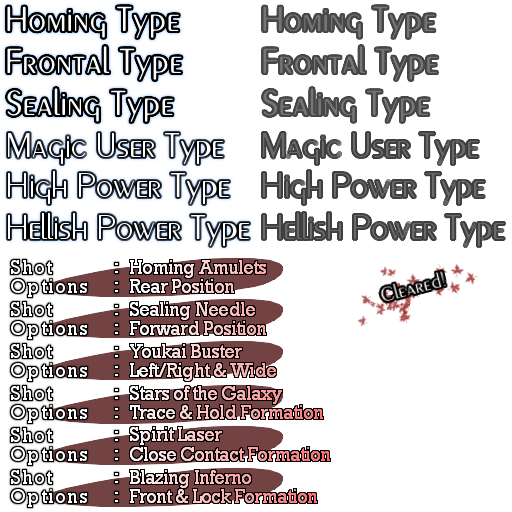 Homing Type Homing Type
Frontal Type Frontal Type
Sealing Type Sealing Type
Magic User Type Magic User Type
High Power Type High Power Type
Hellish Power Type Hellish Power Type
Shot : Homing Amulets
Options : Rear Position
Cleared!
Shot : Sealing Needle
Options : Forward Position
Shot : Youkai Buster
Options : Left/Right & Wide
Shot : Stars of the Galaxy
Options : Trace & Hold Formation
Shot : Spirit Laser
Options : Close Contact Formation
Shot : Blazing Inferno
Options : Front & Lock Formation